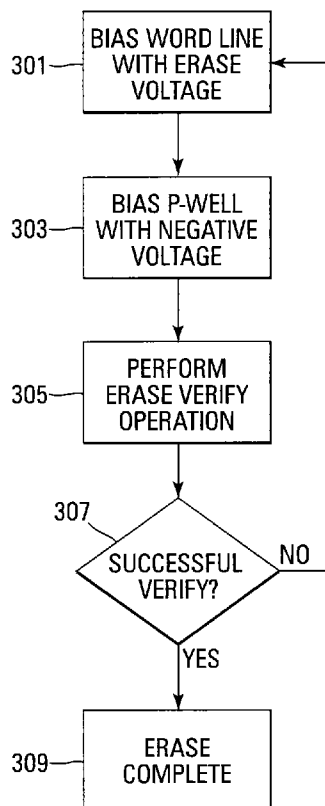 301
BIAS WORD LINE
WITH ERASE
VOLTAGE
303
BIAS P-WELL
WITH NEGATIVE
VOLTAGE
305
PERFORM
ERASE VERIFY
OPERATION
307
SUCCESSFUL
VERIFY?
NO
YES
309
ERASE
COMPLETE